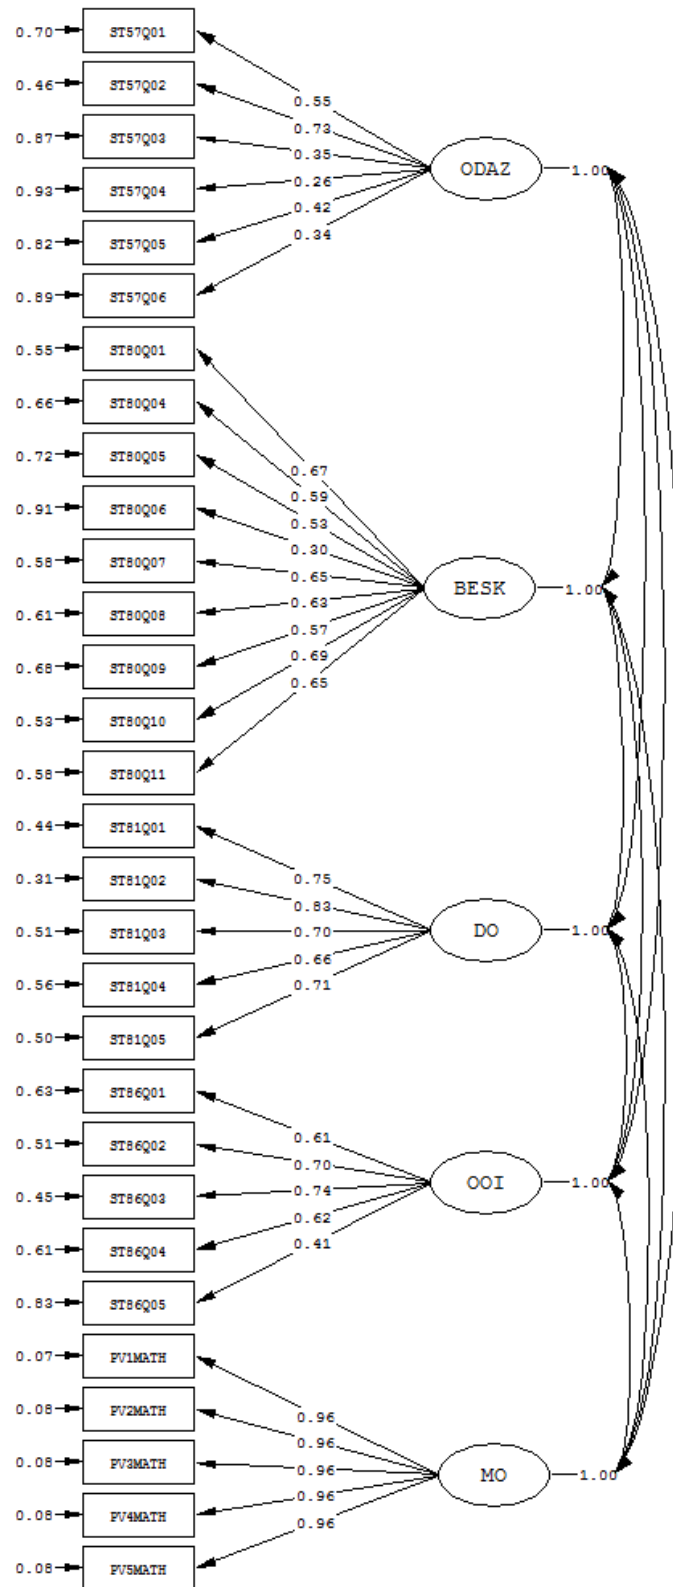 0.70 ST57Q01
0.46 ST57Q02
0.87 ST57Q03
0.93 ST57Q04
0.82 ST57Q05
0.89 ST57Q06
0.55
0.73
0.35
0.26
0.42
0.34
ODAZ 1.00
0.55 ST80Q01
0.66 ST80Q04
0.72 ST80Q05
0.91 ST80Q06
0.58 ST80Q07
0.61 ST80Q08
0.68 ST80Q09
0.53 ST80Q10
0.58 ST80Q11
0.67
0.59
0.53
0.30
0.65
0.63
0.57
0.69
0.65
BESK 1.00
0.44 ST81Q01
0.31 ST81Q02
0.51 ST81Q03
0.56 ST81Q04
0.50 ST81Q05
0.75
0.83
0.70
0.66
0.71
DO 1.00
0.63 ST86Q01
0.51 ST86Q02
0.45 ST86Q03
0.61 ST86Q04
0.83 ST86Q05
0.61
0.70
0.74
0.62
0.41
OOI 1.00
0.07 PV1MATH
0.08 PV2MATH
0.08 PV3MATH
0.08 PV4MATH
0.08 PV5MATH
0.96
0.96
0.96
0.96
0.96
MO 1.00